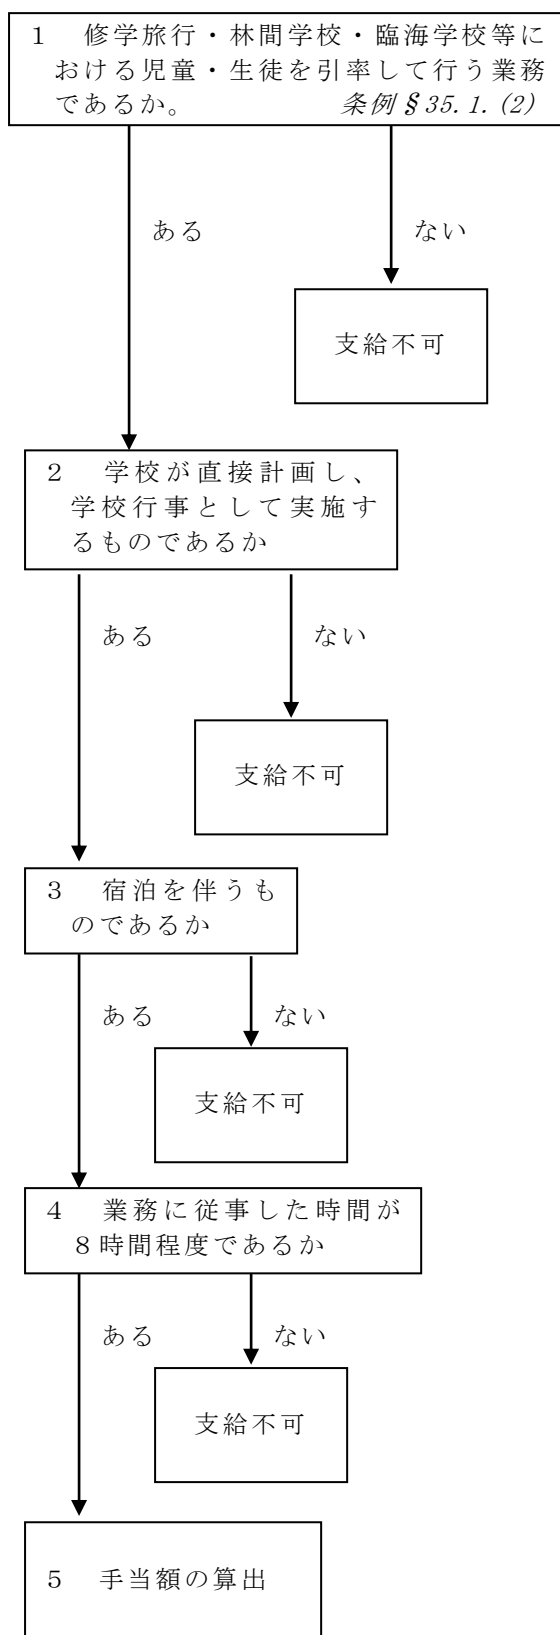 1　修学旅行・林間学校・臨海学校等に
おける児童・生徒を引率して行う業務
であるか。　条例§35.1.(2)
ある　ない
支給不可
2　学校が直接計画し、
学校行事として実施す
るものであるか
ある　ない
支給不可
3　宿泊を伴うも
のであるか
ある　ない
支給不可
4　業務に従事した時間が
8時間程度であるか
ある　ない
支給不可
5　手当額の算出